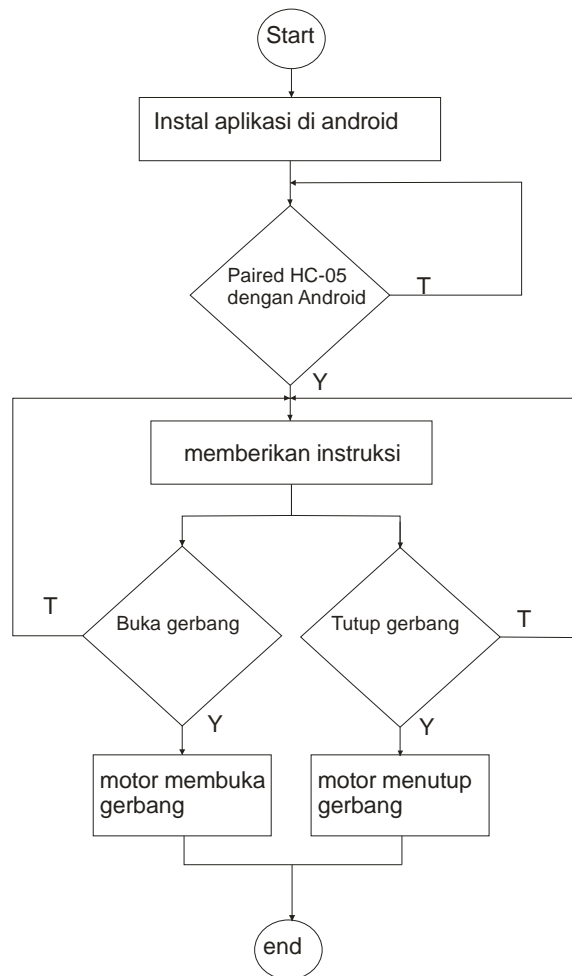 Start
Instal aplikasi di android
Paired HC-05
dengan Android
T
Y
memberikan instruksi
T
Buka gerbang
Tutup gerbang
T
Y
Y
motor membuka
gerbang
motor menutup
gerbang
end